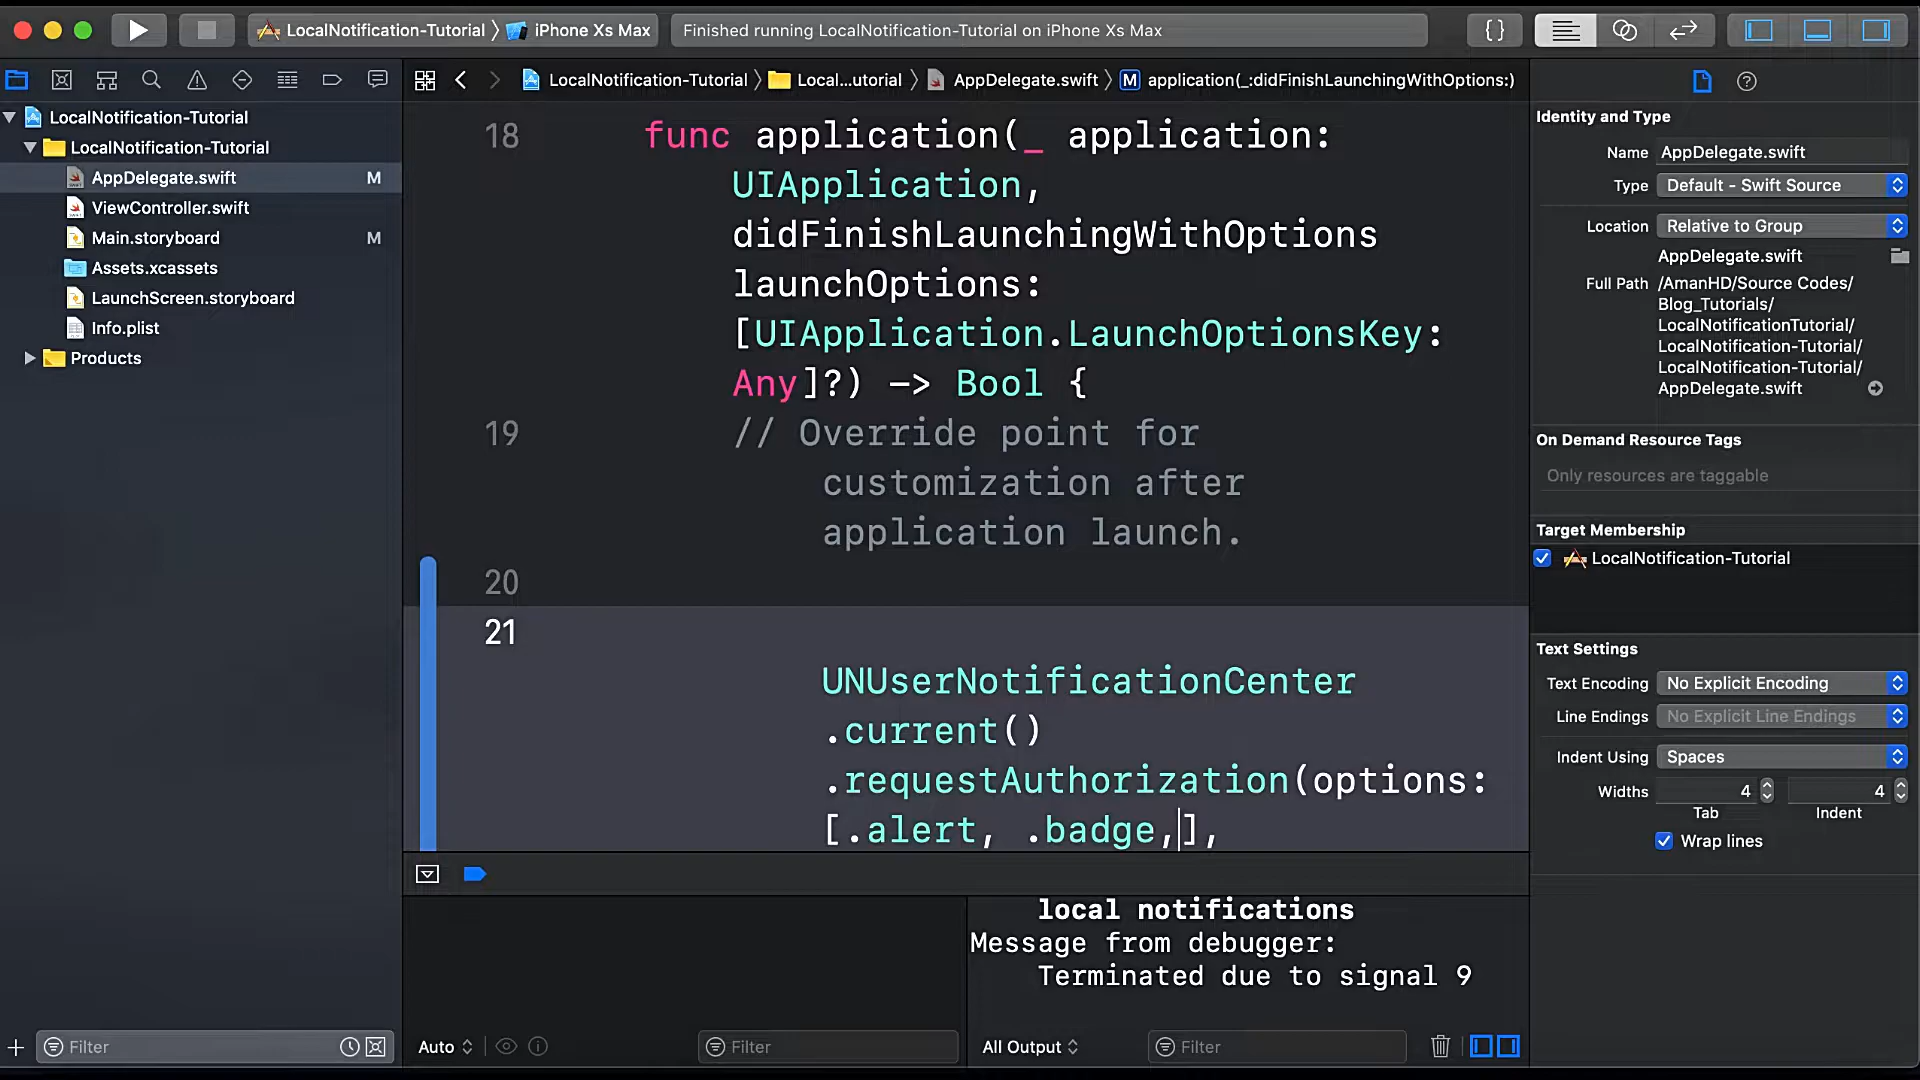 LocalNotification-Tutorial 〉 iPhone Xs Max
Finished running LocalNotification-Tutorial on iPhone Xs Max
{}
LocalNotification-Tutorial 〉 Local...utorial 〉 AppDelegate.swift 〉 M application(_:didFinishLaunchingWithOptions:)
LocalNotification-Tutorial
LocalNotification-Tutorial
AppDelegate.swift M
ViewController.swift
Main.storyboard M
Assets.xcassets
LaunchScreen.storyboard
Info.plist
Products
Filter
18 func application(_ application:
UIApplication,
didFinishLaunchingWithOptions
launchOptions:
[UIApplication.LaunchOptionsKey:
Any]?) -> Bool {
19 // Override point for
customization after
application launch.
20
21
UNUserNotificationCenter
.current()
.requestAuthorization(options:
[.alert, .badge,],
local notifications
Message from debugger:
Terminated due to signal 9
Auto
Filter
All Output
Filter
Identity and Type
Name AppDelegate.swift
Type Default - Swift Source
Location Relative to Group
AppDelegate.swift
Full Path /AmanHD/Source Codes/
Blog_Tutorials/
LocalNotificationTutorial/
LocalNotification-Tutorial/
LocalNotification-Tutorial/
AppDelegate.swift
On Demand Resource Tags
Only resources are taggable
Target Membership
LocalNotification-Tutorial
Text Settings
Text Encoding No Explicit Encoding
Line Endings No Explicit Line Endings
Indent Using Spaces
Widths 4 4
Tab Indent
Wrap lines